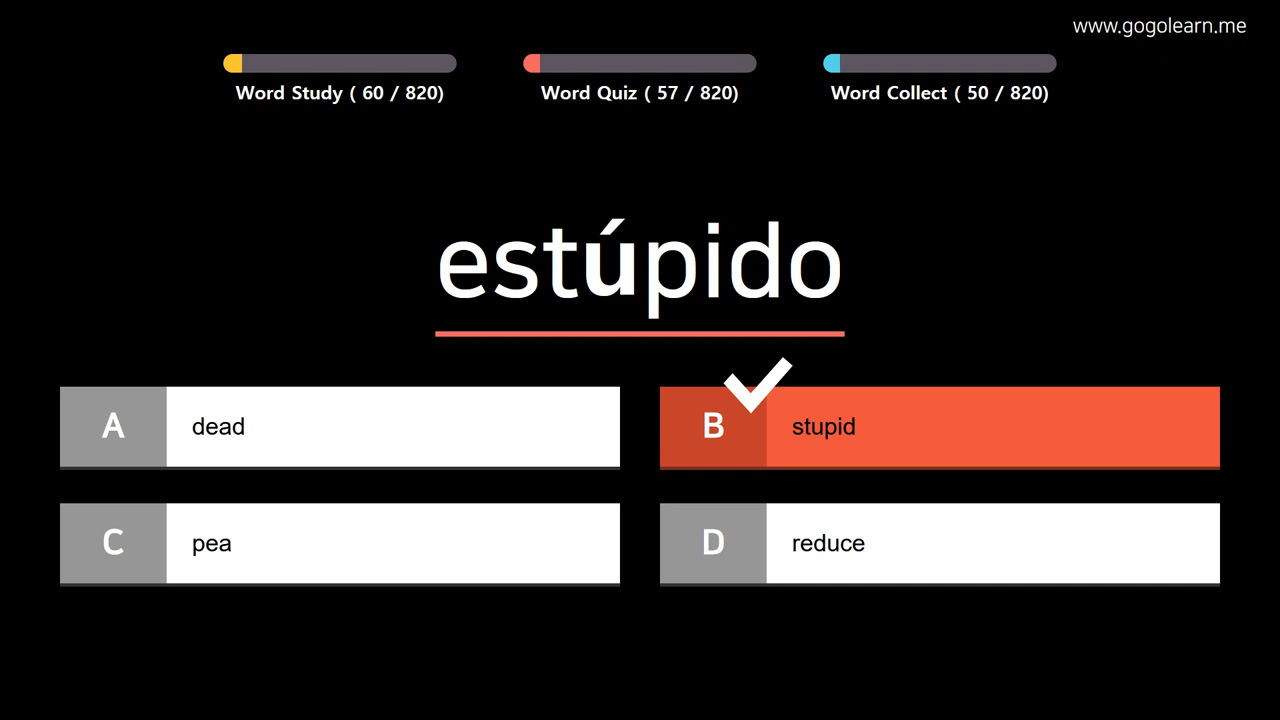 www.gogolearn.me
Word Study ( 60 / 820)
Word Quiz ( 57 / 820)
Word Collect ( 50 / 820)
estúpido
A dead
B stupid
C pea
D reduce